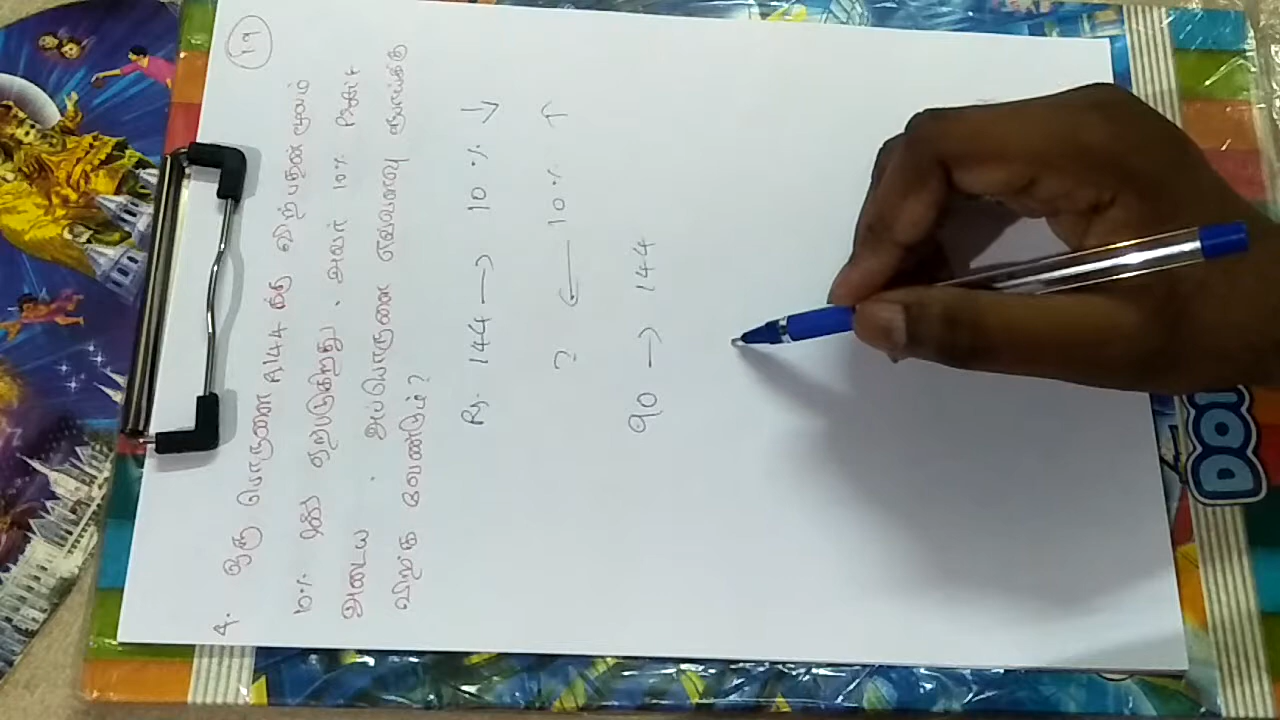 19
4. ஒரு பொருளை ₹144 க்கு விற்பதன் மூலம்
10% நஷ்டம் ஏற்படுகிறது. அவர் 10% லாபம்
அடைய அப்பொருளை எவ்வளவு ரூபாய்க்கு
விற்க வேண்டும்?
Rs. 144 → 10% ↓
? ← 10% ↑
90 → 144